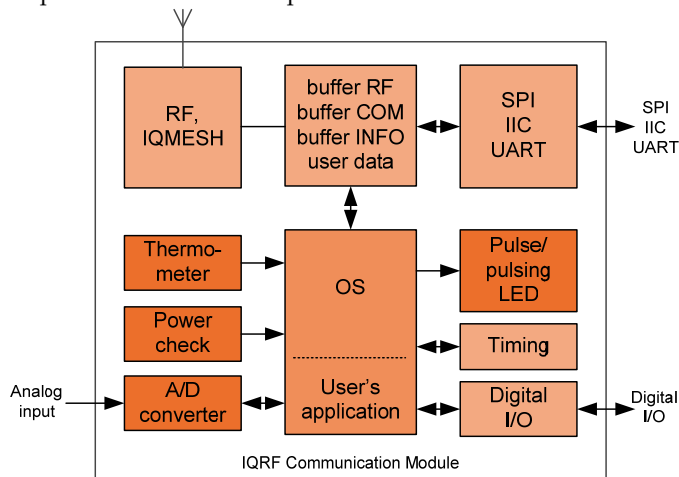 RF,
IQMESH
buffer RF
buffer COM
buffer INFO
user data
SPI
IIC
UART
SPI
IIC
UART
Thermo-
meter
Power
check
A/D
converter
OS
User's
application
Pulse/
pulsing
LED
Timing
Digital
I/O
Analog
input
Digital
I/O
IQRF Communication Module